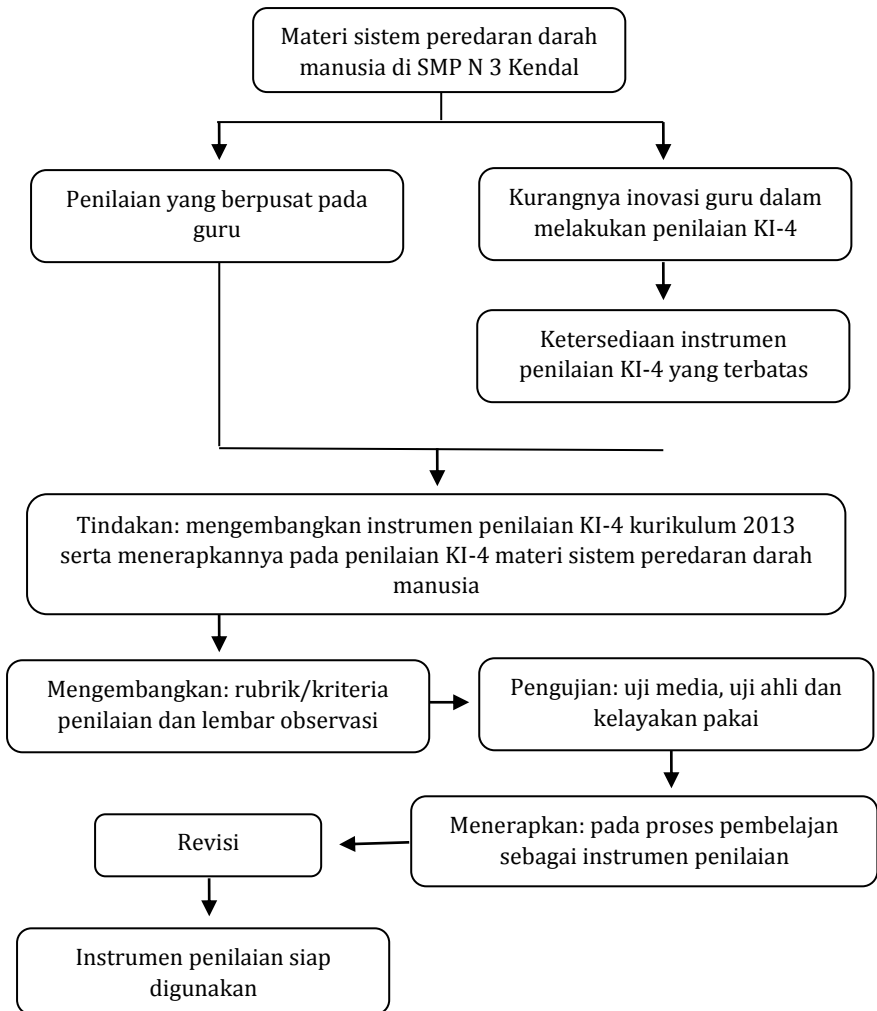 Materi sistem peredaran darah
manusia di SMP N 3 Kendal
Penilaian yang berpusat pada
guru
Kurangnya inovasi guru dalam
melakukan penilaian KI-4
Ketersediaan instrumen
penilaian KI-4 yang terbatas
Tindakan: mengembangkan instrumen penilaian KI-4 kurikulum 2013
serta menerapkannya pada penilaian KI-4 materi sistem peredaran darah
manusia
Mengembangkan: rubrik/kriteria
penilaian dan lembar observasi
Pengujian: uji media, uji ahli dan
kelayakan pakai
Menerapkan: pada proses pembelajan
sebagai instrumen penilaian
Revisi
Instrumen penilaian siap
digunakan